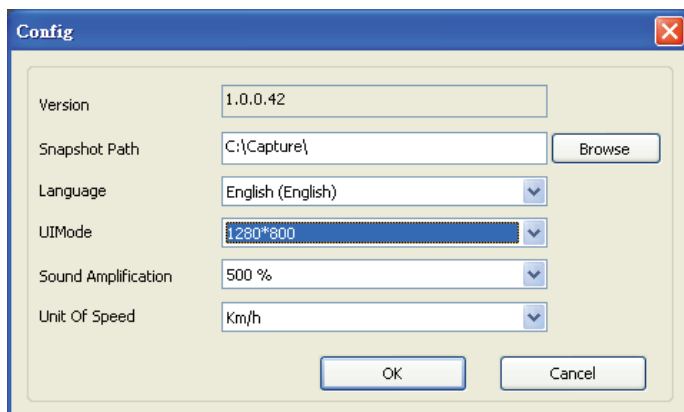 Config
Version 1.0.0.42
Snapshot Path C:\Capture\ Browse
Language English (English)
UIMode 1280*800
Sound Amplification 500 %
Unit Of Speed Km/h
OK Cancel